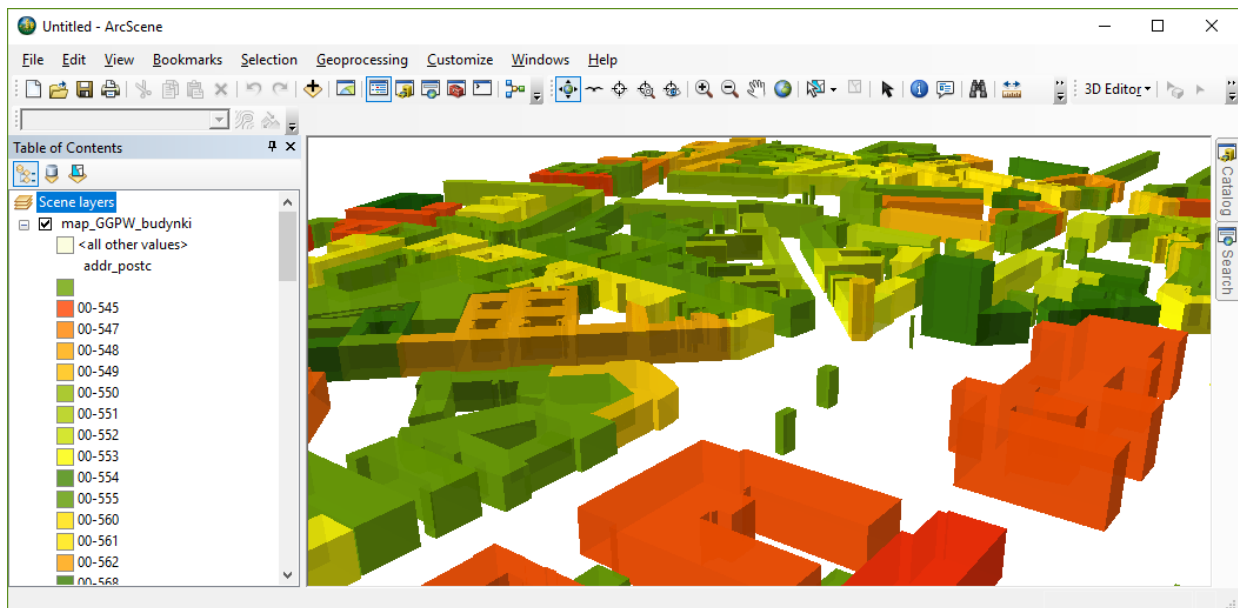 Untitled - ArcScene
File Edit View Bookmarks Selection Geoprocessing Customize Windows Help
3D Editor
Table of Contents
Scene layers
map_GGPW_budynki
<all other values>
addr_postc
00-545
00-547
00-548
00-549
00-550
00-551
00-552
00-553
00-554
00-555
00-560
00-561
00-562
00-568
Catalog
Search